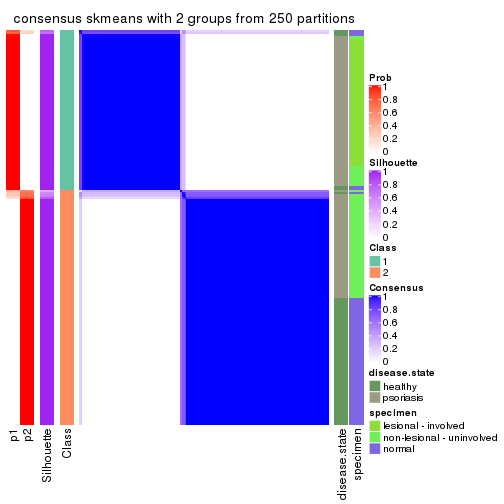 consensus skmeans with 2 groups from 250 partitions
Prob
1
0.8
0.6
0.4
0.2
0
Silhouette
1
0.8
0.6
0.4
0.2
0
Class
1
2
Consensus
1
0.8
0.6
0.4
0.2
0
disease.state
healthy
psoriasis
specimen
lesional - involved
non-lesional - uninvolved
normal
p1
p2
Silhouette
Class
disease.state
specimen